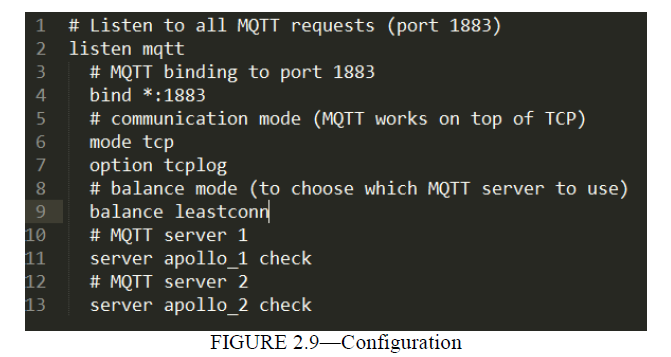 1 # Listen to all MQTT requests (port 1883)
2 listen mqtt
3 # MQTT binding to port 1883
4 bind *:1883
5 # communication mode (MQTT works on top of TCP)
6 mode tcp
7 option tcplog
8 # balance mode (to choose which MQTT server to use)
9 balance leastconn
10 # MQTT server 1
11 server apollo_1 check
12 # MQTT server 2
13 server apollo_2 check
FIGURE 2.9—Configuration